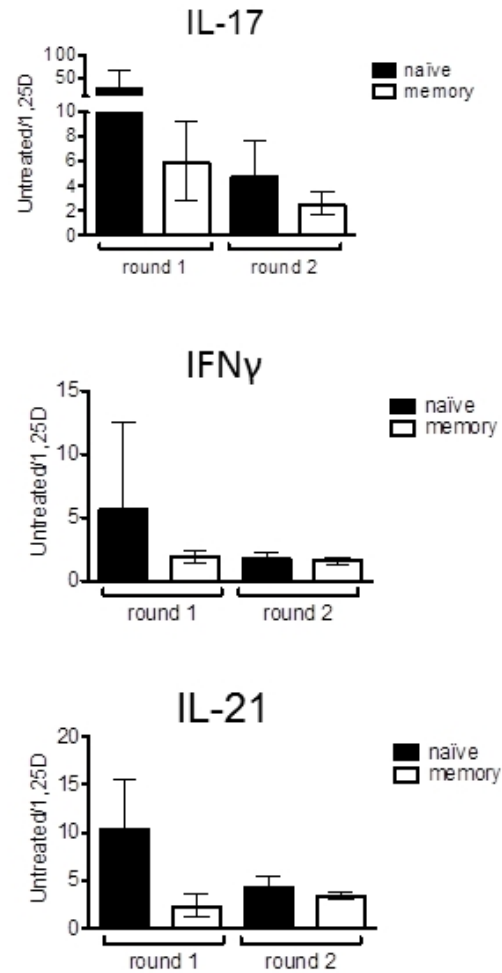 IL-17
Untreated/1,25D
100
50
10
8
6
4
2
0
naïve
memory
round 1
round 2
IFNγ
Untreated/1,25D
15
10
5
0
naïve
memory
round 1
round 2
IL-21
Untreated/1,25D
20
15
10
5
0
naïve
memory
round 1
round 2